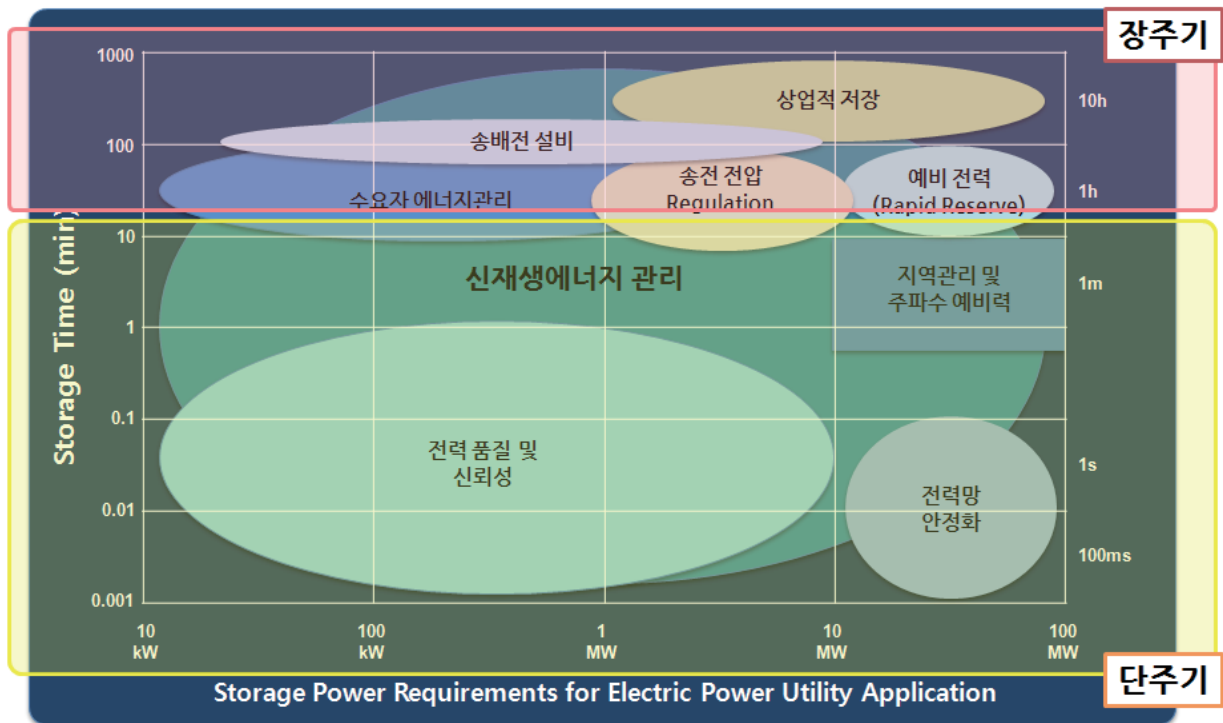 장주기
1000
상업적 저장
10h
송배전 설비
100
송전 전압
Regulation
예비 전력
(Rapid Reserve)
수요자 에너지관리
1h
10
신재생에너지 관리
지역관리 및
주파수 예비력
1m
1
0.1
전력 품질 및
신뢰성
1s
전력망
안정화
0.01
100ms
0.001
Storage Time (min)
10
kW
100
kW
1
MW
10
MW
100
MW
단주기
Storage Power Requirements for Electric Power Utility Application